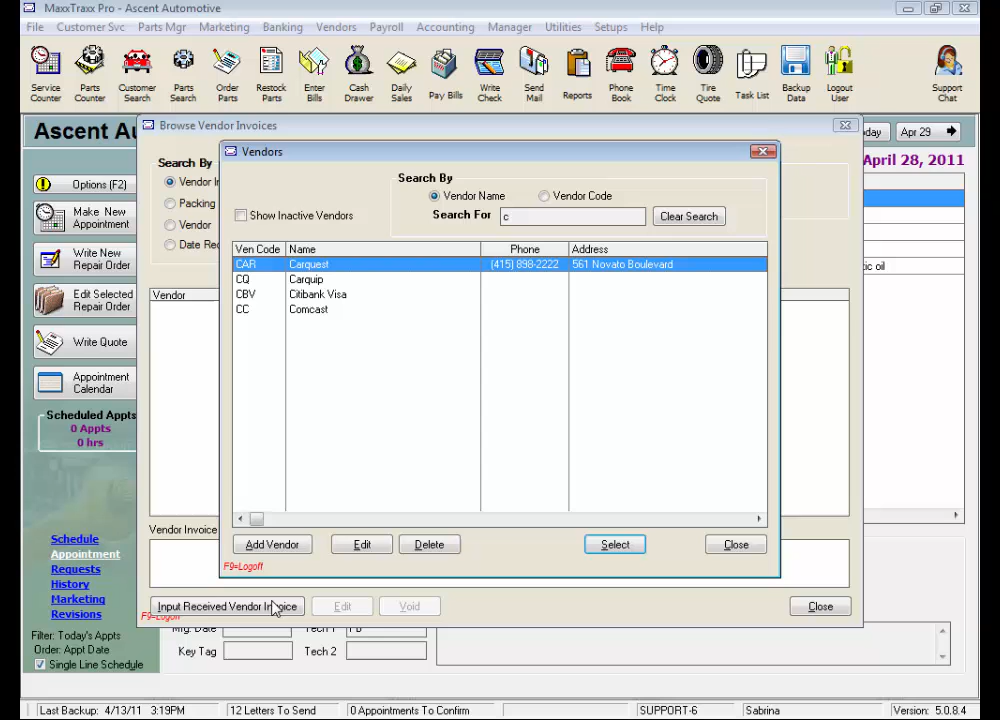 MaxxTraxx Pro - Ascent Automotive
File Customer Svc Parts Mgr Marketing Banking Vendors Payroll Accounting Manager Utilities Setups Help
Service Counter
Parts Counter
Customer Search
Parts Search
Order Parts
Restock Parts
Enter Bills
Cash Drawer
Daily Sales
Pay Bills
Write Check
Send Mail
Reports
Phone Book
Time Clock
Tire Quote
Task List
Backup Data
Logout User
Support Chat
Ascent Au
Browse Vendor Invoices
day
Apr 29
April 28, 2011
Search By
Vendor I
Packing
Vendor
Date Rec
Vendors
Search By
Vendor Name
Vendor Code
Show Inactive Vendors
Search For c
Clear Search
Ven Code Name Phone Address
CAR Carquest (415) 898-2222 561 Novato Boulevard
CQ Carquip
CBV Citibank Visa
CC Comcast
Add Vendor
Edit
Delete
Select
Close
F9=Logoff
Options (F2)
Make New Appointment
Write New Repair Order
Edit Selected Repair Order
Write Quote
Appointment Calendar
Scheduled Appts
0 Appts
0 hrs
Vendor
ic oil
Vendor Invoice
Schedule
Appointment
Requests
History
Marketing
Revisions
Input Received Vendor Invoice
Edit
Void
Close
F9=Logoff
Filter: Today's Appts
Order: Appt Date
Single Line Schedule
Mfg. Date
Tech 1
Key Tag
Tech 2
Last Backup: 4/13/11 3:19PM
12 Letters To Send
0 Appointments To Confirm
SUPPORT-6
Sabrina
Version: 5.0.8.4